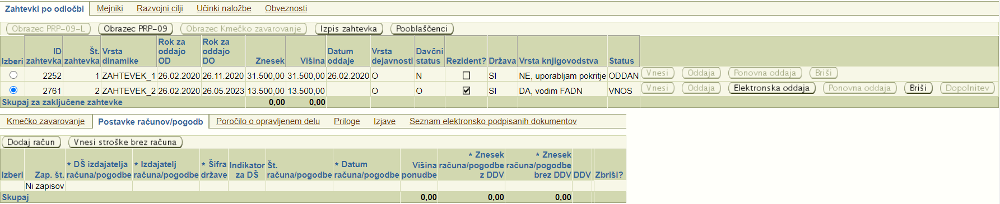 Zahtevki po odločbi Mejniki Razvojni cilji Učinki naložbe Obveznosti
Obrazec PRP-09-L Obrazec PRP-09 Obrazec Kmečko zavarovanje Izpis zahtevka Pooblaščenci
Izberi ID zahtevka Št. zahtevka Vrsta dinamike Rok za oddajo OD Rok za oddajo DO Znesek Višina Datum oddaje Vrsta dejavnosti Davčni status Rezident? Država Vrsta knjigovodstva Status
2252 1 ZAHTEVEK_1 26.02.2020 26.11.2020 31.500,00 31.500,00 26.02.2020 O N SI NE, uporabljam pokritje ODDAN Vnesi Oddaja Ponovna oddaja Briši
2761 2 ZAHTEVEK_2 26.02.2020 26.05.2023 13.500,00 13.500,00 O O SI DA, vodim FADN VNOS Vnesi Oddaja Elektronska oddaja Ponovna oddaja Briši Dopolnitev
Skupaj za zaključene zahtevke 0,00 0,00
Kmečko zavarovanje Postavke računov/pogodb Poročilo o opravljenem delu Priloge Izjave Seznam elektronsko podpisanih dokumentov
Dodaj račun Vnesi stroške brez računa
Izberi Zap. št. * DŠ izdajatelja računa/pogodbe * Izdajatelj računa/pogodbe * Šifra države Indikator za DŠ Št. računa/pogodbe * Datum računa/pogodbe Višina ponudbe * Znesek računa/pogodbe z DDV * Znesek računa/pogodbe brez DDV DDV Zbriši?
Ni zapisov
Skupaj 0,00 0,00 0,00